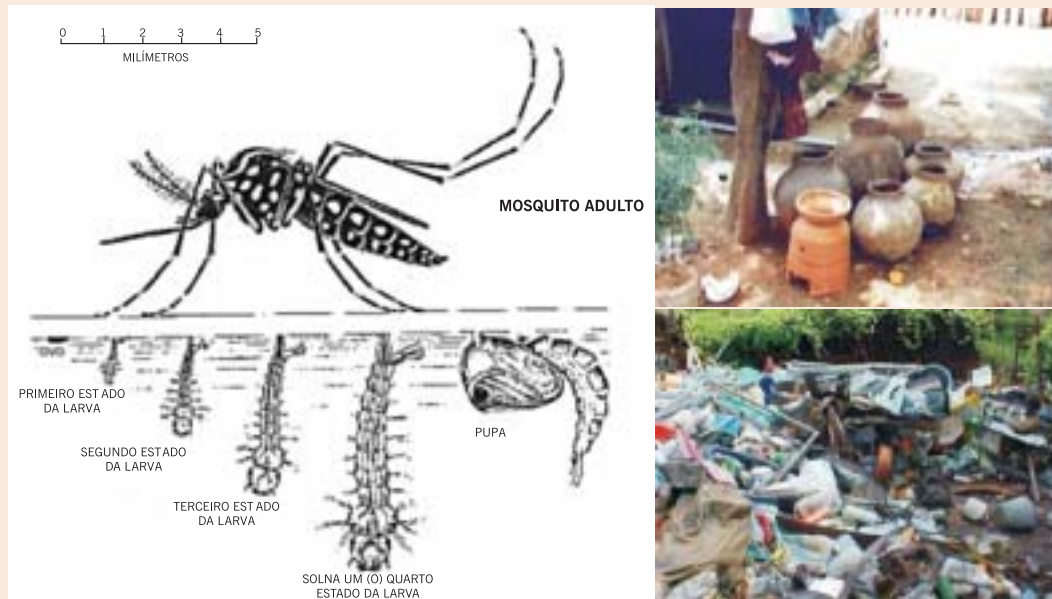 0 1 2 3 4 5
MILÍMETROS
MOSQUITO ADULTO
OVO
PRIMEIRO ESTADO
DA LARVA
SEGUNDO ESTADO
DA LARVA
TERCEIRO ESTADO
DA LARVA
SOLNA UM (O) QUARTO
ESTADO DA LARVA
PUPA